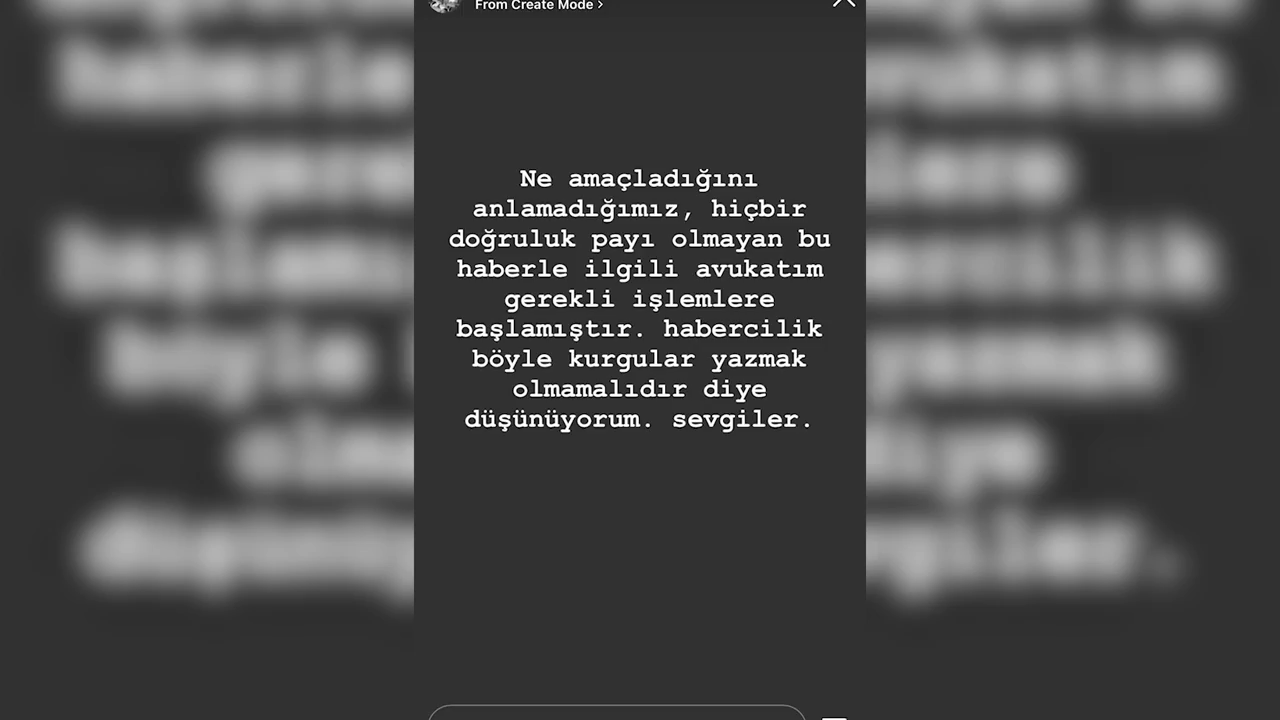 From Create Mode >
Ne amaçladığını
anlamadığımız, hiçbir
doğruluk payı olmayan bu
haberle ilgili avukatım
gerekli işlemlere
başlamıştır. habercilik
böyle kurgular yazmak
olmamalıdır diye
düşünüyorum. sevgiler.